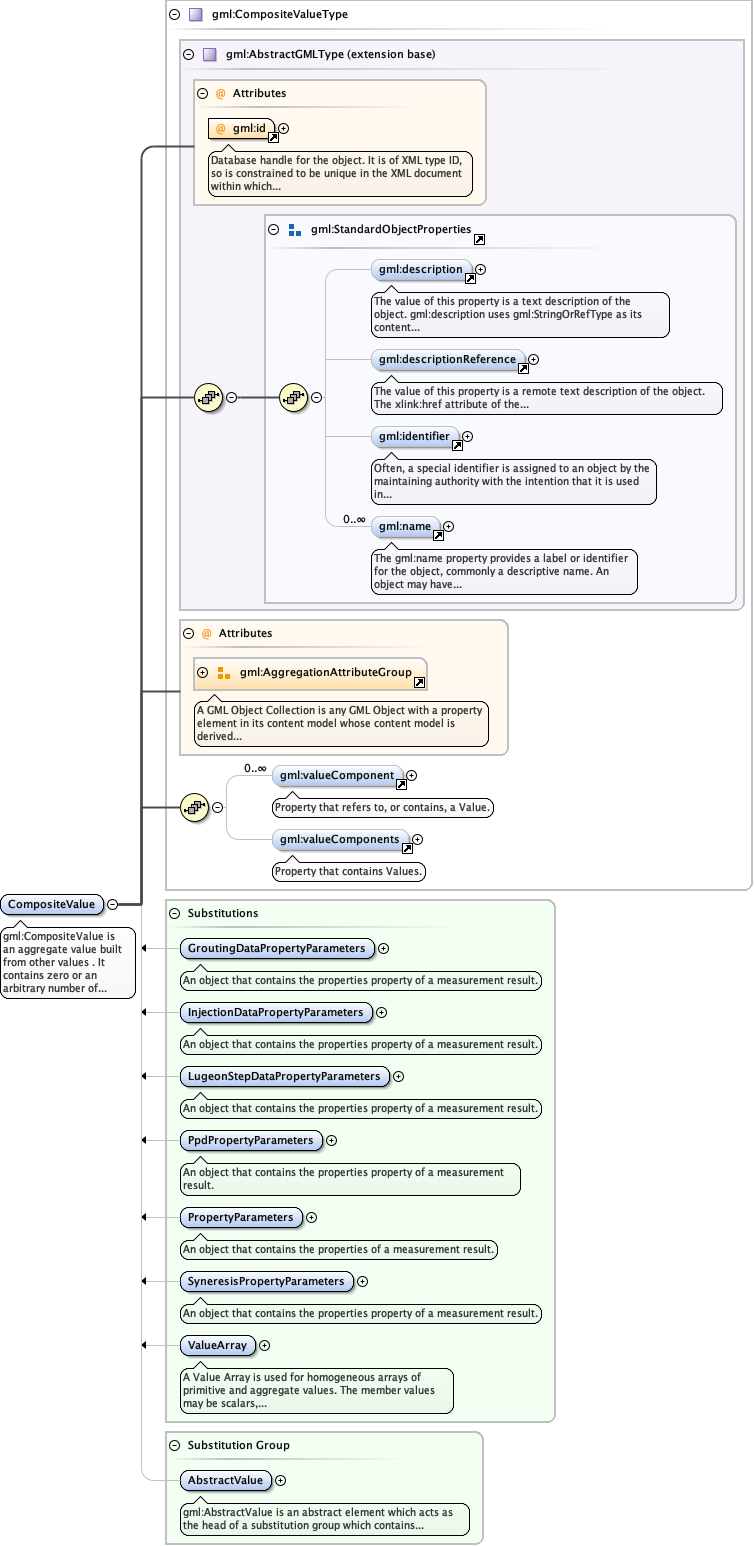 gml:CompositeValueType
gml:AbstractGMLType (extension base)
@ Attributes
@ gml:id
Database handle for the object. It is of XML type ID,
so is constrained to be unique in the XML document
within which...
gml:StandardObjectProperties
gml:description
The value of this property is a text description of the
object. gml:description uses gml:StringOrRefType as its
content...
gml:descriptionReference
The value of this property is a remote text description of the object.
The xlink:href attribute of the...
gml:identifier
Often, a special identifier is assigned to an object by the
maintaining authority with the intention that it is used
in...
0..∞
gml:name
The gml:name property provides a label or identifier
for the object, commonly a descriptive name. An
object may have...
@ Attributes
gml:AggregationAttributeGroup
A GML Object Collection is any GML Object with a property
element in its content model whose content model is
derived...
0..∞
gml:valueComponent
Property that refers to, or contains, a Value.
gml:valueComponents
Property that contains Values.
CompositeValue
gml:CompositeValue is
an aggregate value built
from other values . It
contains zero or an
arbitrary number of...
Substitutions
GroutingDataPropertyParameters
An object that contains the properties property of a measurement result.
InjectionDataPropertyParameters
An object that contains the properties property of a measurement result.
LugeonStepDataPropertyParameters
An object that contains the properties property of a measurement result.
PpdPropertyParameters
An object that contains the properties property of a measurement
result.
PropertyParameters
An object that contains the properties of a measurement result.
SyneresisPropertyParameters
An object that contains the properties property of a measurement result.
ValueArray
A Value Array is used for homogeneous arrays of
primitive and aggregate values. The member values
may be scalars,...
Substitution Group
AbstractValue
gml:AbstractValue is an abstract element which acts as
the head of a substitution group which contains...